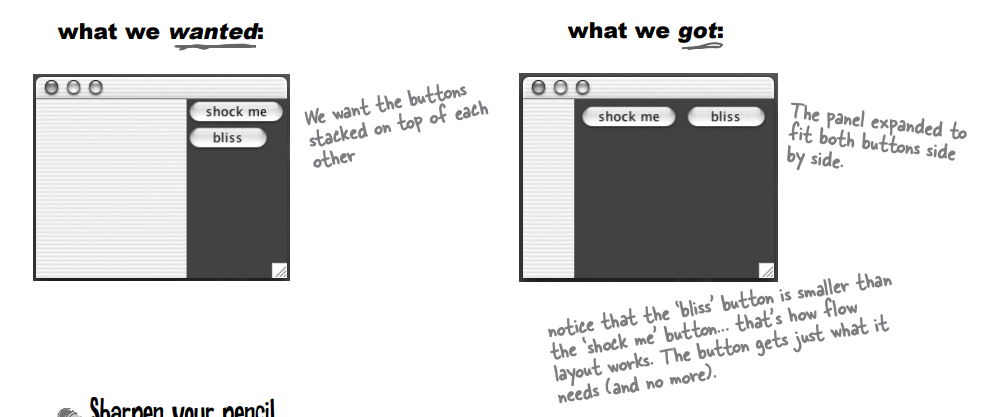 what we wanted:
shock me
bliss
We want the buttons
stacked on top of each
other
what we got:
shock me
bliss
The panel expanded to
fit both buttons side
by side.
notice that the 'bliss' button is smaller than
the 'shock me' button... that's how flow
layout works. The button gets just what it
needs (and no more).
Sharpen your pencil